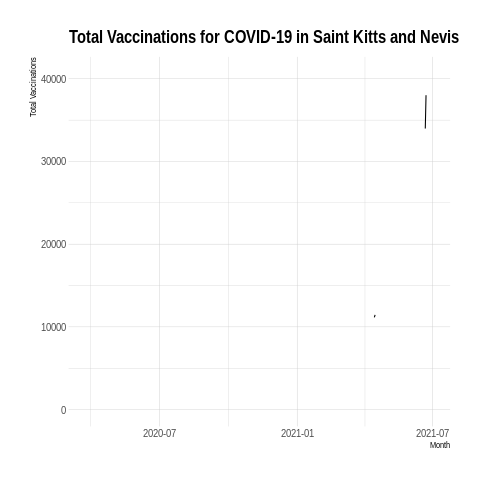 Total Vaccinations for COVID-19 in Saint Kitts and Nevis
Total Vaccinations
40000
30000
20000
10000
0
2020-07
2021-01
2021-07
Month